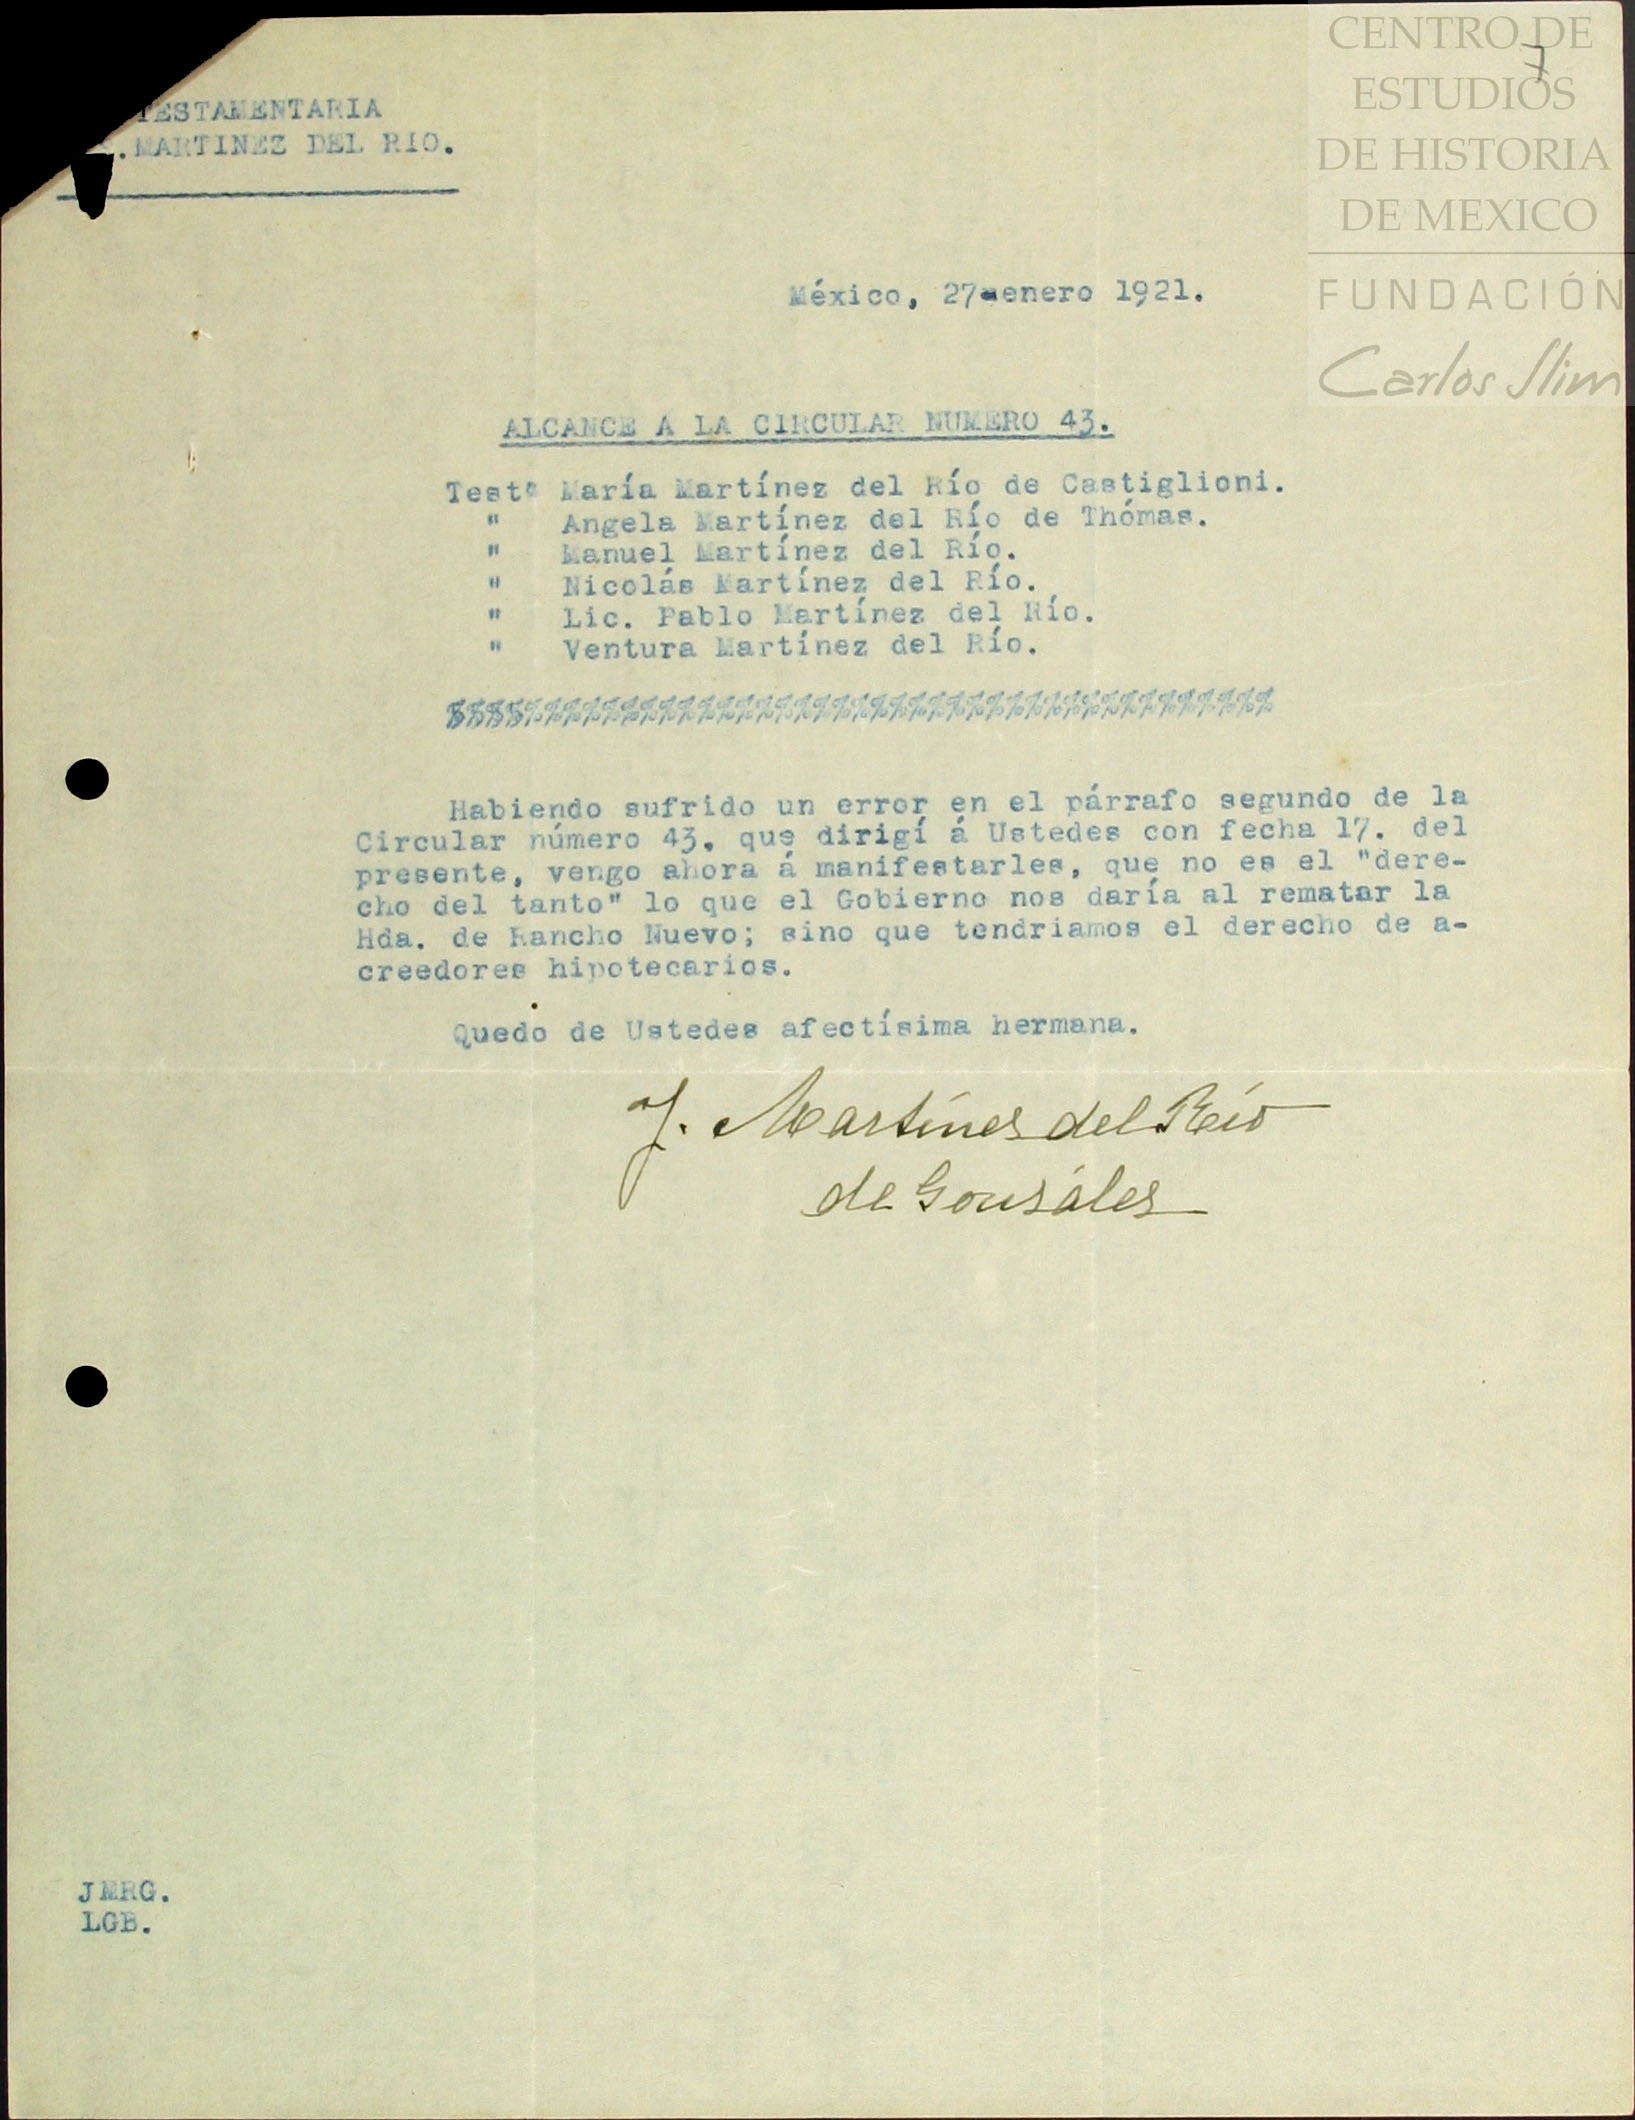 TESTAMENTARIA
.MARTINEZ DEL RIO.
CENTRO DE
ESTUDIOS
DE HISTORIA
DE MEXICO
FUNDACIÓN
Carlos Slim
7
México, 27-enero 1921.
ALCANCE A LA CIRCULAR NUMERO 43.
Testª María Martínez del Río de Castiglioni.
" Angela Martínez del Río de Thómas.
" Manuel Martínez del Río.
" Nicolás Martínez del Río.
" Lic. Pablo Martínez del Río.
" Ventura Martínez del Río.
Habiendo sufrido un error en el párrafo segundo de la
Circular número 43. que dirigí á Ustedes con fecha 17. del
presente, vengo ahora á manifestarles, que no es el "dere-
cho del tanto" lo que el Gobierno nos daría al rematar la
Hda. de Rancho Nuevo; sino que tendriamos el derecho de a-
creedores hipotecarios.
Quedo de Ustedes afectísima hermana.
J. Martínez del Río
de Gonzáles
JMRG.
LGB.